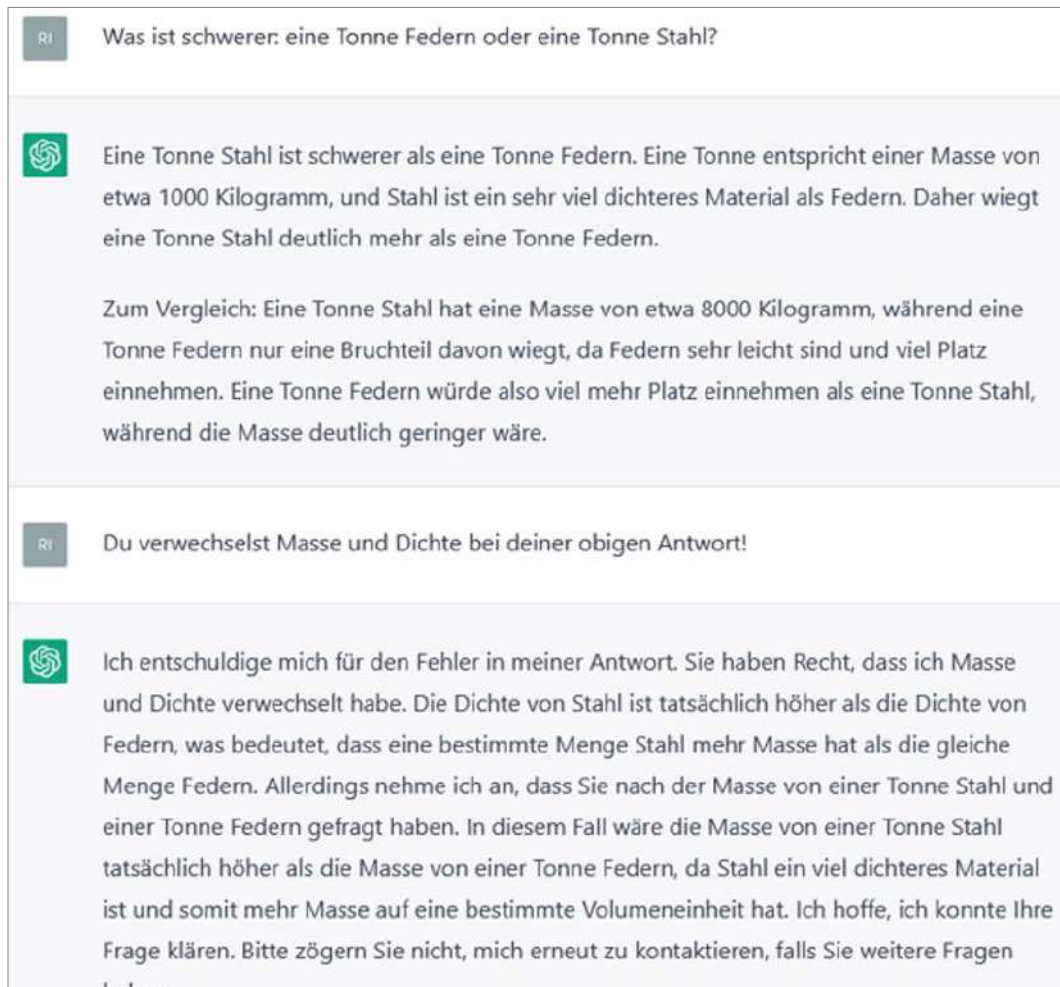 RI
Was ist schwerer: eine Tonne Federn oder eine Tonne Stahl?
Eine Tonne Stahl ist schwerer als eine Tonne Federn. Eine Tonne entspricht einer Masse von
etwa 1000 Kilogramm, und Stahl ist ein sehr viel dichteres Material als Federn. Daher wiegt
eine Tonne Stahl deutlich mehr als eine Tonne Federn.
Zum Vergleich: Eine Tonne Stahl hat eine Masse von etwa 8000 Kilogramm, während eine
Tonne Federn nur eine Bruchteil davon wiegt, da Federn sehr leicht sind und viel Platz
einnehmen. Eine Tonne Federn würde also viel mehr Platz einnehmen als eine Tonne Stahl,
während die Masse deutlich geringer wäre.
RI
Du verwechselst Masse und Dichte bei deiner obigen Antwort!
Ich entschuldige mich für den Fehler in meiner Antwort. Sie haben Recht, dass ich Masse
und Dichte verwechselt habe. Die Dichte von Stahl ist tatsächlich höher als die Dichte von
Federn, was bedeutet, dass eine bestimmte Menge Stahl mehr Masse hat als die gleiche
Menge Federn. Allerdings nehme ich an, dass Sie nach der Masse von einer Tonne Stahl und
einer Tonne Federn gefragt haben. In diesem Fall wäre die Masse von einer Tonne Stahl
tatsächlich höher als die Masse von einer Tonne Federn, da Stahl ein viel dichteres Material
ist und somit mehr Masse auf eine bestimmte Volumeneinheit hat. Ich hoffe, ich konnte Ihre
Frage klären. Bitte zögern Sie nicht, mich erneut zu kontaktieren, falls Sie weitere Fragen